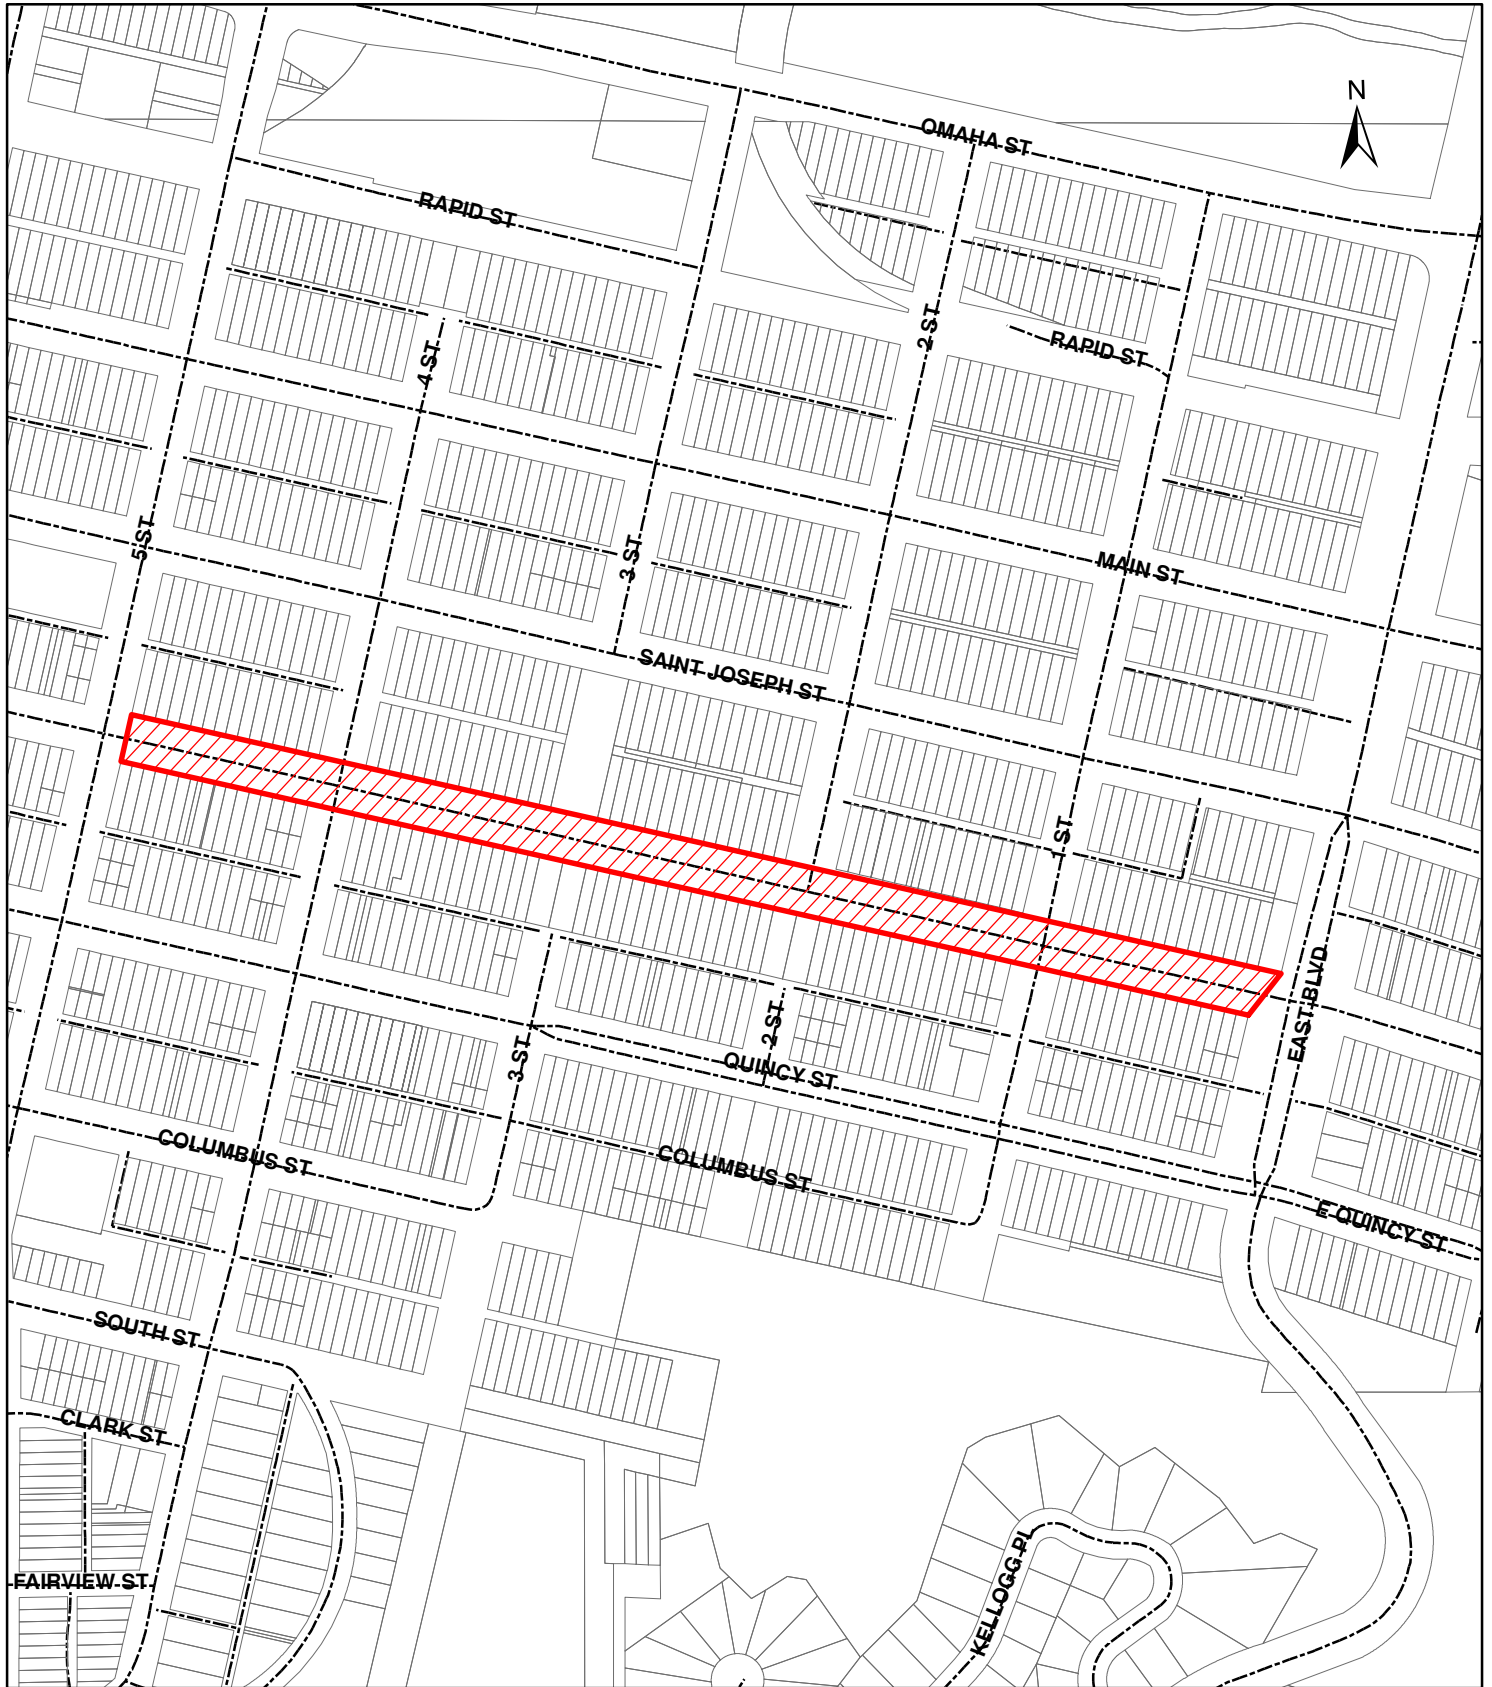 N
OMAHA ST
RAPID ST
2 ST
RAPID ST
4 ST
5 ST
3 ST
MAIN ST
SAINT JOSEPH ST
1 ST
EAST BLVD
2 ST
3 ST
QUINCY ST
COLUMBUS ST
COLUMBUS ST
E QUINCY ST
SOUTH ST
CLARK ST
KELLOGG PL
FAIRVIEW ST